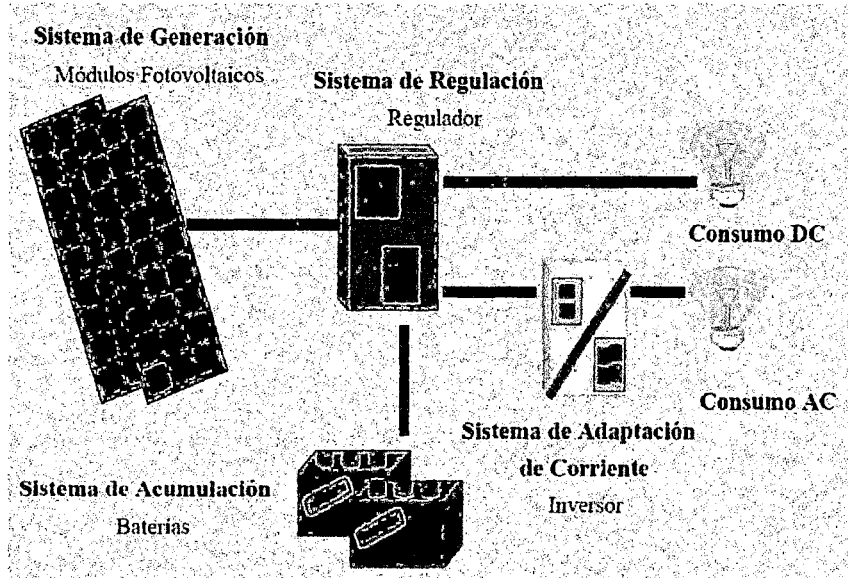 Sistema de Generación
Módulos Fotovoltaicos
Sistema de Regulación
Regulador
Consumo DC
Consumo AC
Sistema de Adaptación
de Corriente
Inversor
Sistema de Acumulación
Baterías